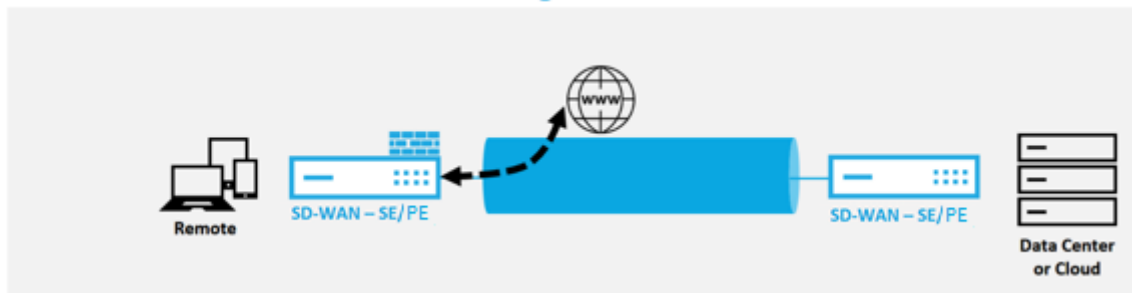 www
Remote
SD-WAN – SE/PE
SD-WAN – SE/PE
Data Center
or Cloud